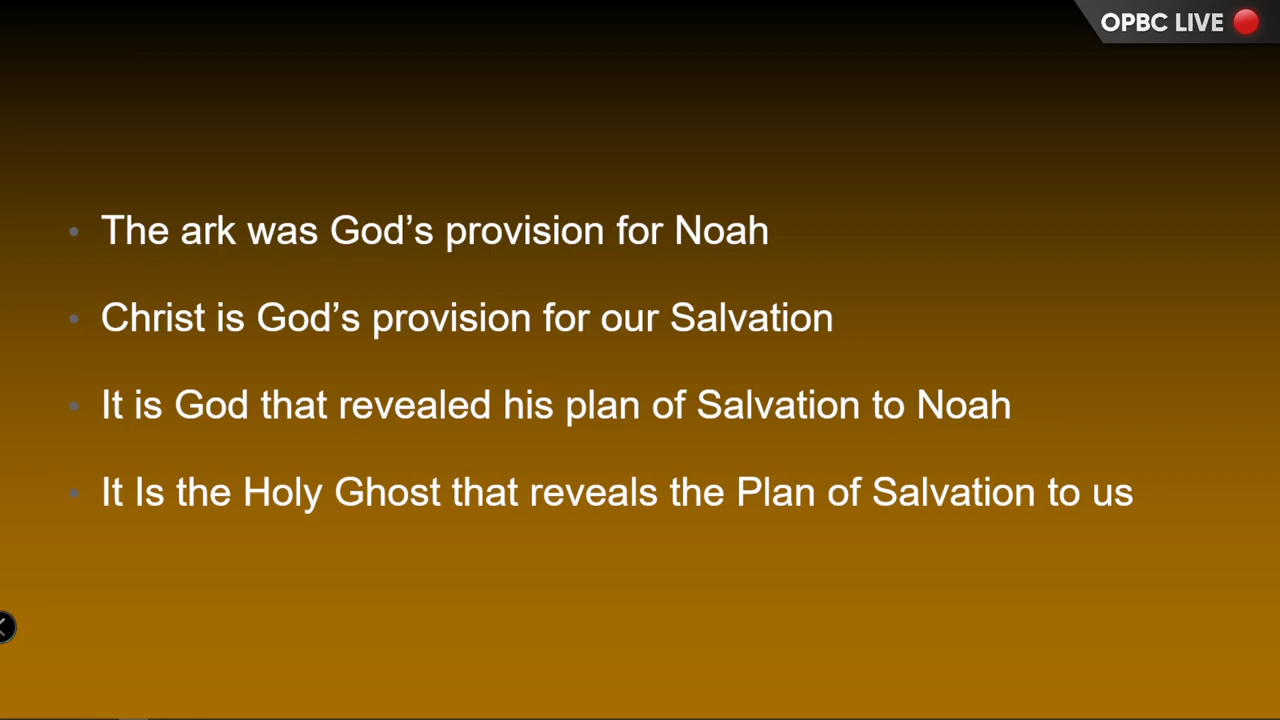 OPBC LIVE
• The ark was God’s provision for Noah
• Christ is God’s provision for our Salvation
• It is God that revealed his plan of Salvation to Noah
• It Is the Holy Ghost that reveals the Plan of Salvation to us